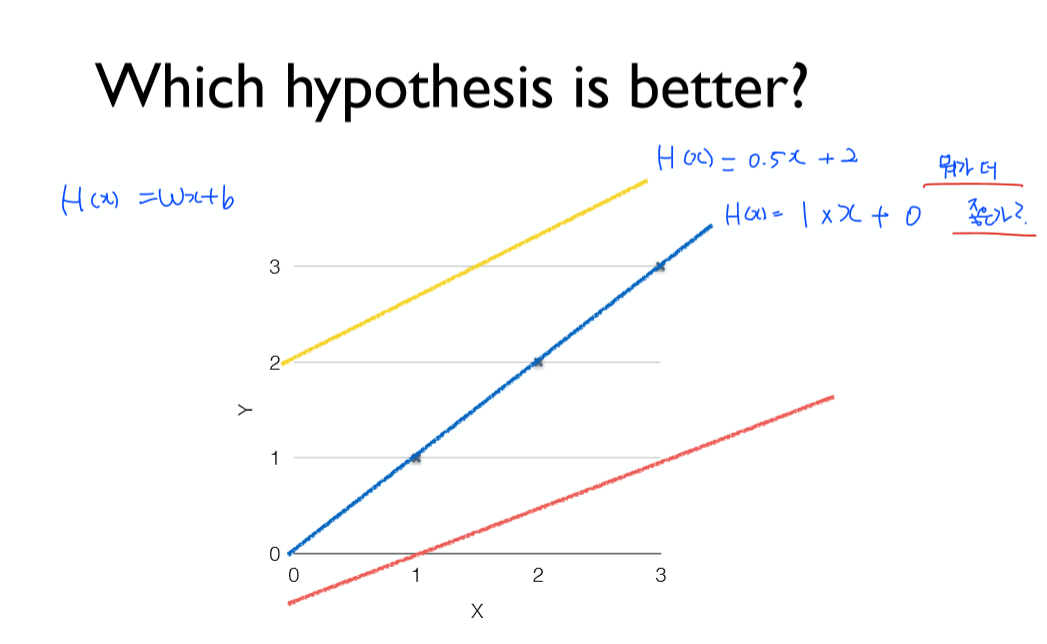 Which hypothesis is better?
H(x) = 0.5x + 2
뭐가 더
H(x) = Wx+b
H(x) = 1 x x + 0
좋은가?
3
2
Y
1
0
0 1 2 3
X